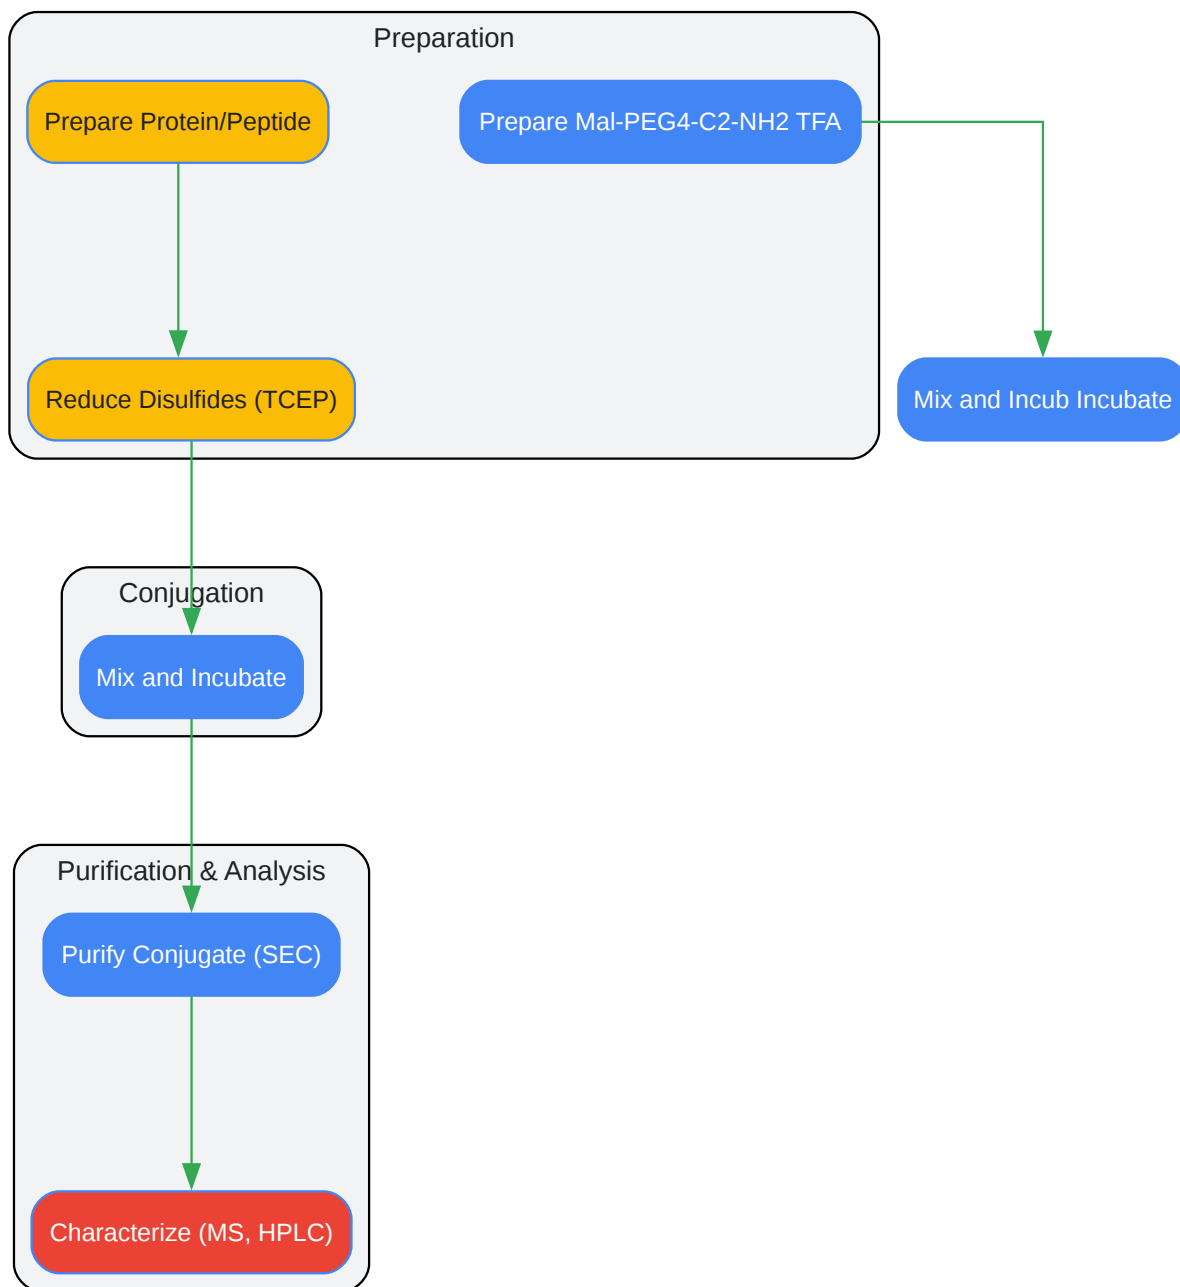 Preparation
Prepare Protein/Peptide
Prepare Mal-PEG4-C2-NH2 TFA
Reduce Disulfides (TCEP)
Mix and Incub Incubate
Conjugation
Mix and Incubate
Purification & Analysis
Purify Conjugate (SEC)
Characterize (MS, HPLC)